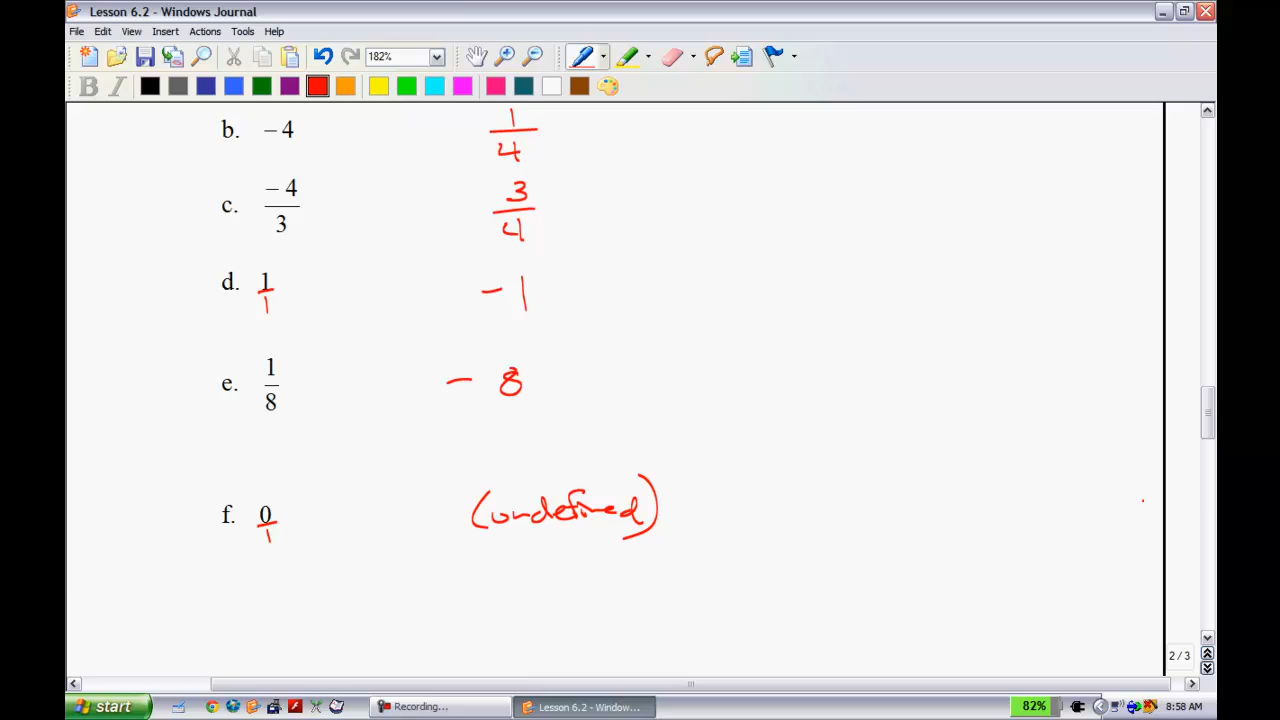 Lesson 6.2 - Windows Journal
File Edit View Insert Actions Tools Help
182%
B I
b. – 4 1/4
c. – 4/3 3/4
d. 1/1 – 1
e. 1/8 – 8
f. 0/1 (undefined)
2 / 3
start Recording... Lesson 6.2 - Window... 82% 8:58 AM